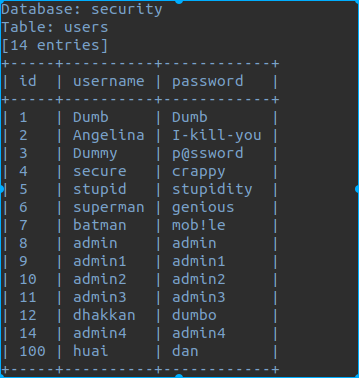 Database: security
Table: users
[14 entries]
+-----+----------+------------+
| id  | username | password   |
+-----+----------+------------+
| 1   | Dumb     | Dumb       |
| 2   | Angelina | I-kill-you |
| 3   | Dummy    | p@ssword   |
| 4   | secure   | crappy     |
| 5   | stupid   | stupidity  |
| 6   | superman | genious    |
| 7   | batman   | mob!le     |
| 8   | admin    | admin      |
| 9   | admin1   | admin1     |
| 10  | admin2   | admin2     |
| 11  | admin3   | admin3     |
| 12  | dhakkan  | dumbo      |
| 14  | admin4   | admin4     |
| 100 | huai     | dan        |
+-----+----------+------------+